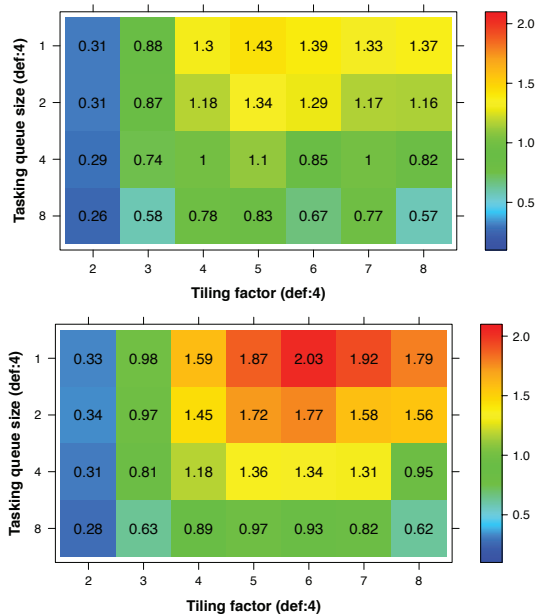 1 0.31 0.88 1.3 1.43 1.39 1.33 1.37
2 0.31 0.87 1.18 1.34 1.29 1.17 1.16
4 0.29 0.74 1 1.1 0.85 1 0.82
8 0.26 0.58 0.78 0.83 0.67 0.77 0.57
2 3 4 5 6 7 8
Tiling factor (def:4)
Tasking queue size (def:4)
2.0
1.5
1.0
0.5
1 0.33 0.98 1.59 1.87 2.03 1.92 1.79
2 0.34 0.97 1.45 1.72 1.77 1.58 1.56
4 0.31 0.81 1.18 1.36 1.34 1.31 0.95
8 0.28 0.63 0.89 0.97 0.93 0.82 0.62
2 3 4 5 6 7 8
Tiling factor (def:4)
Tasking queue size (def:4)
2.0
1.5
1.0
0.5